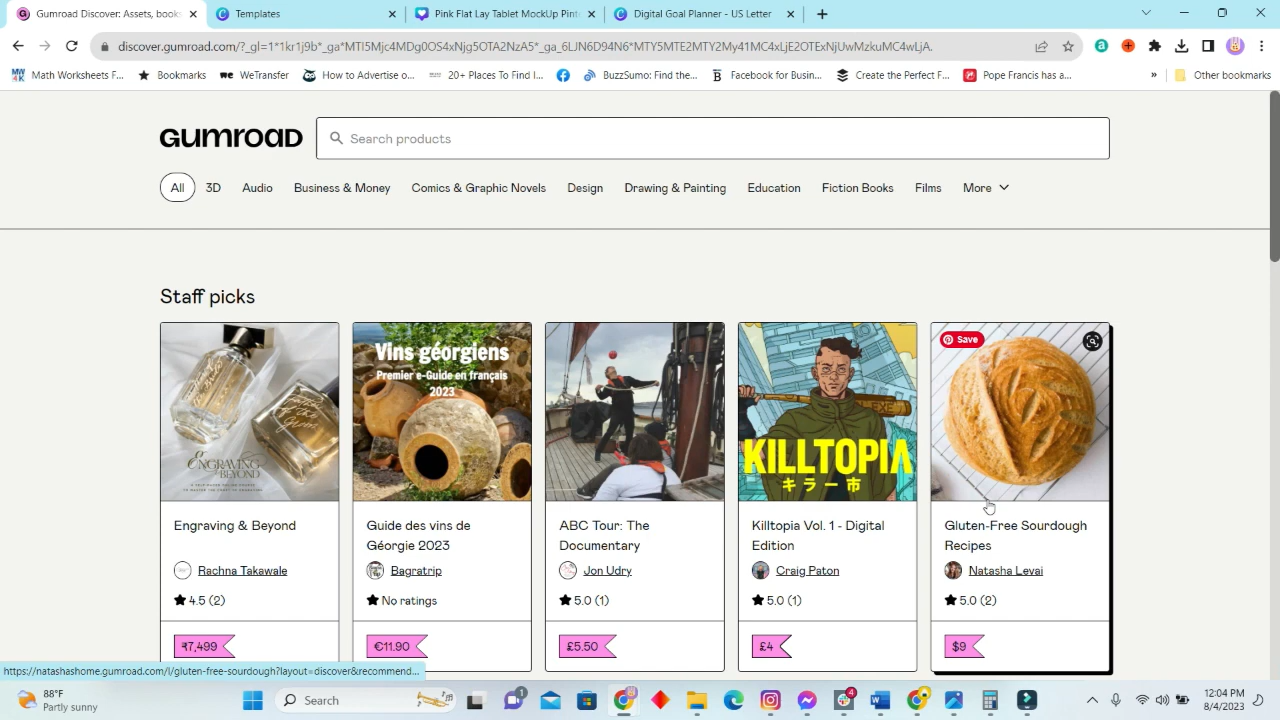 Gumroad Discover: Assets, book
Templates
Pink Flat Lay Tablet MockUp Pint
Digital Goal Planner - US Letter
discover.gumroad.com/?_gl=1*1kr1j9b*_ga*MTI5Mjc4MDg0OS4xNjg5OTA2NzA5*_ga_6LJN6D94N6*MTY5MTE2MTY2My41MC4xLjE2OTExNjUwMzkuMC4wLjA.
Math Worksheets F...
Bookmarks
WeTransfer
How to Advertise o...
20+ Places To Find I...
BuzzSumo: Find the...
Facebook for Busin...
Create the Perfect F...
Pope Francis has a...
Other bookmarks
GUMROAD
Search products
All
3D
Audio
Business & Money
Comics & Graphic Novels
Design
Drawing & Painting
Education
Fiction Books
Films
More
Staff picks
ENGRAVING
BEYOND
Vins géorgiens
Premier e-Guide en français
2023
KILLTOPIA
キラー市
Save
Engraving & Beyond
Rachna Takawale
4.5 (2)
₹7,499
Guide des vins de
Géorgie 2023
Bagratrip
No ratings
€11.90
ABC Tour: The
Documentary
Jon Udry
5.0 (1)
£5.50
Killtopia Vol. 1 - Digital
Edition
Craig Paton
5.0 (1)
£4
Gluten-Free Sourdough
Recipes
Natasha Levai
5.0 (2)
$9
https://natashashome.gumroad.com/l/gluten-free-sourdough?layout=discover&recommend...
88°F
Partly sunny
Search
1
4
12:04 PM
8/4/2023